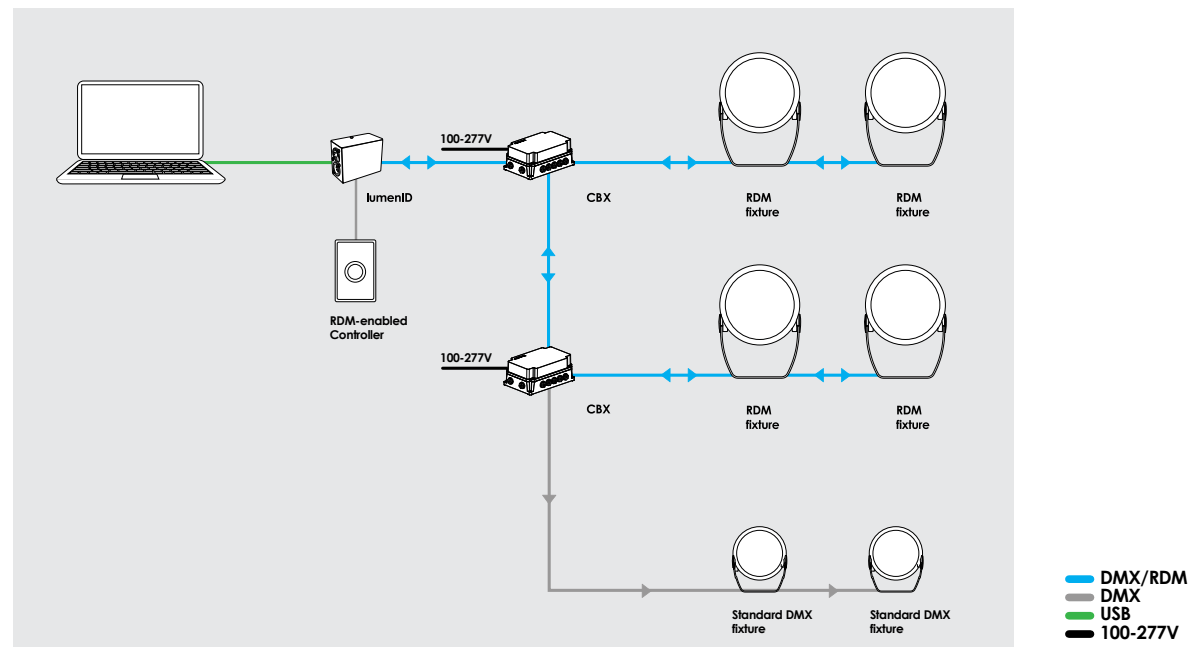 100-277V
lumenID
CBX
RDM
fixture
RDM
fixture
RDM-enabled
Controller
100-277V
CBX
RDM
fixture
RDM
fixture
Standard DMX
fixture
Standard DMX
fixture
DMX/RDM
DMX
USB
100-277V